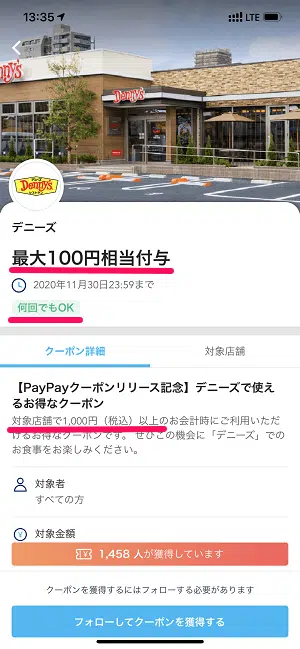 13:35
LTE
Denny's
Denny's
Denny's
デニーズ
最大100円相当付与
2020年11月30日23:59まで
何回でもOK
クーポン詳細
対象店舗
【PayPayクーポンリリース記念】デニーズで使え
るお得なクーポン
対象店舗で1,000円（税込）以上のお会計時にご利用いただ
けるお得なクーポンです。 ぜひこの機会に「デニーズ」での
お食事をお楽しみください。
対象者
すべての方
対象金額
1,458 人が獲得しています
クーポンを獲得するにはフォローする必要があります
フォローしてクーポンを獲得する